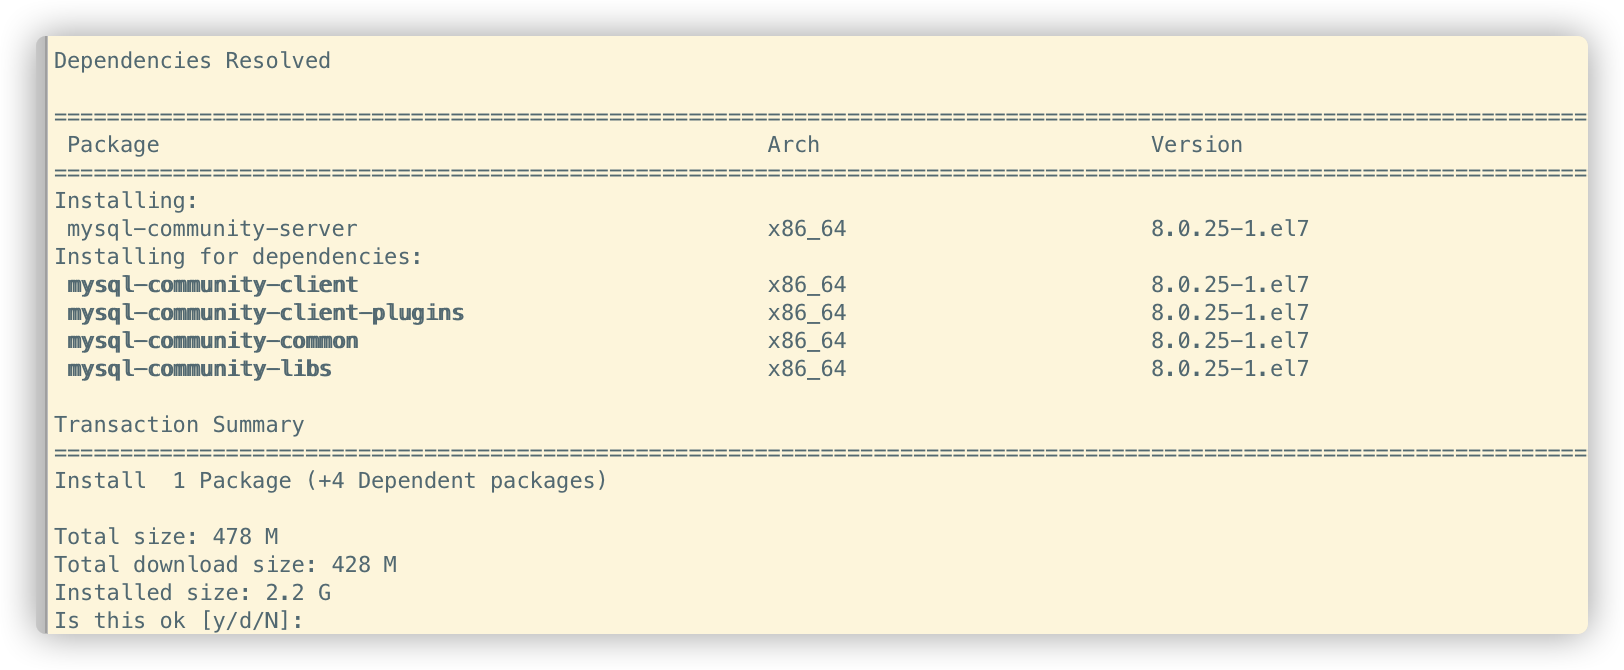 Dependencies Resolved
================================================================================
Package Arch Version
================================================================================
Installing:
mysql-community-server x86_64 8.0.25-1.el7
Installing for dependencies:
mysql-community-client x86_64 8.0.25-1.el7
mysql-community-client-plugins x86_64 8.0.25-1.el7
mysql-community-common x86_64 8.0.25-1.el7
mysql-community-libs x86_64 8.0.25-1.el7
Transaction Summary
================================================================================
Install  1 Package (+4 Dependent packages)
Total size: 478 M
Total download size: 428 M
Installed size: 2.2 G
Is this ok [y/d/N]: